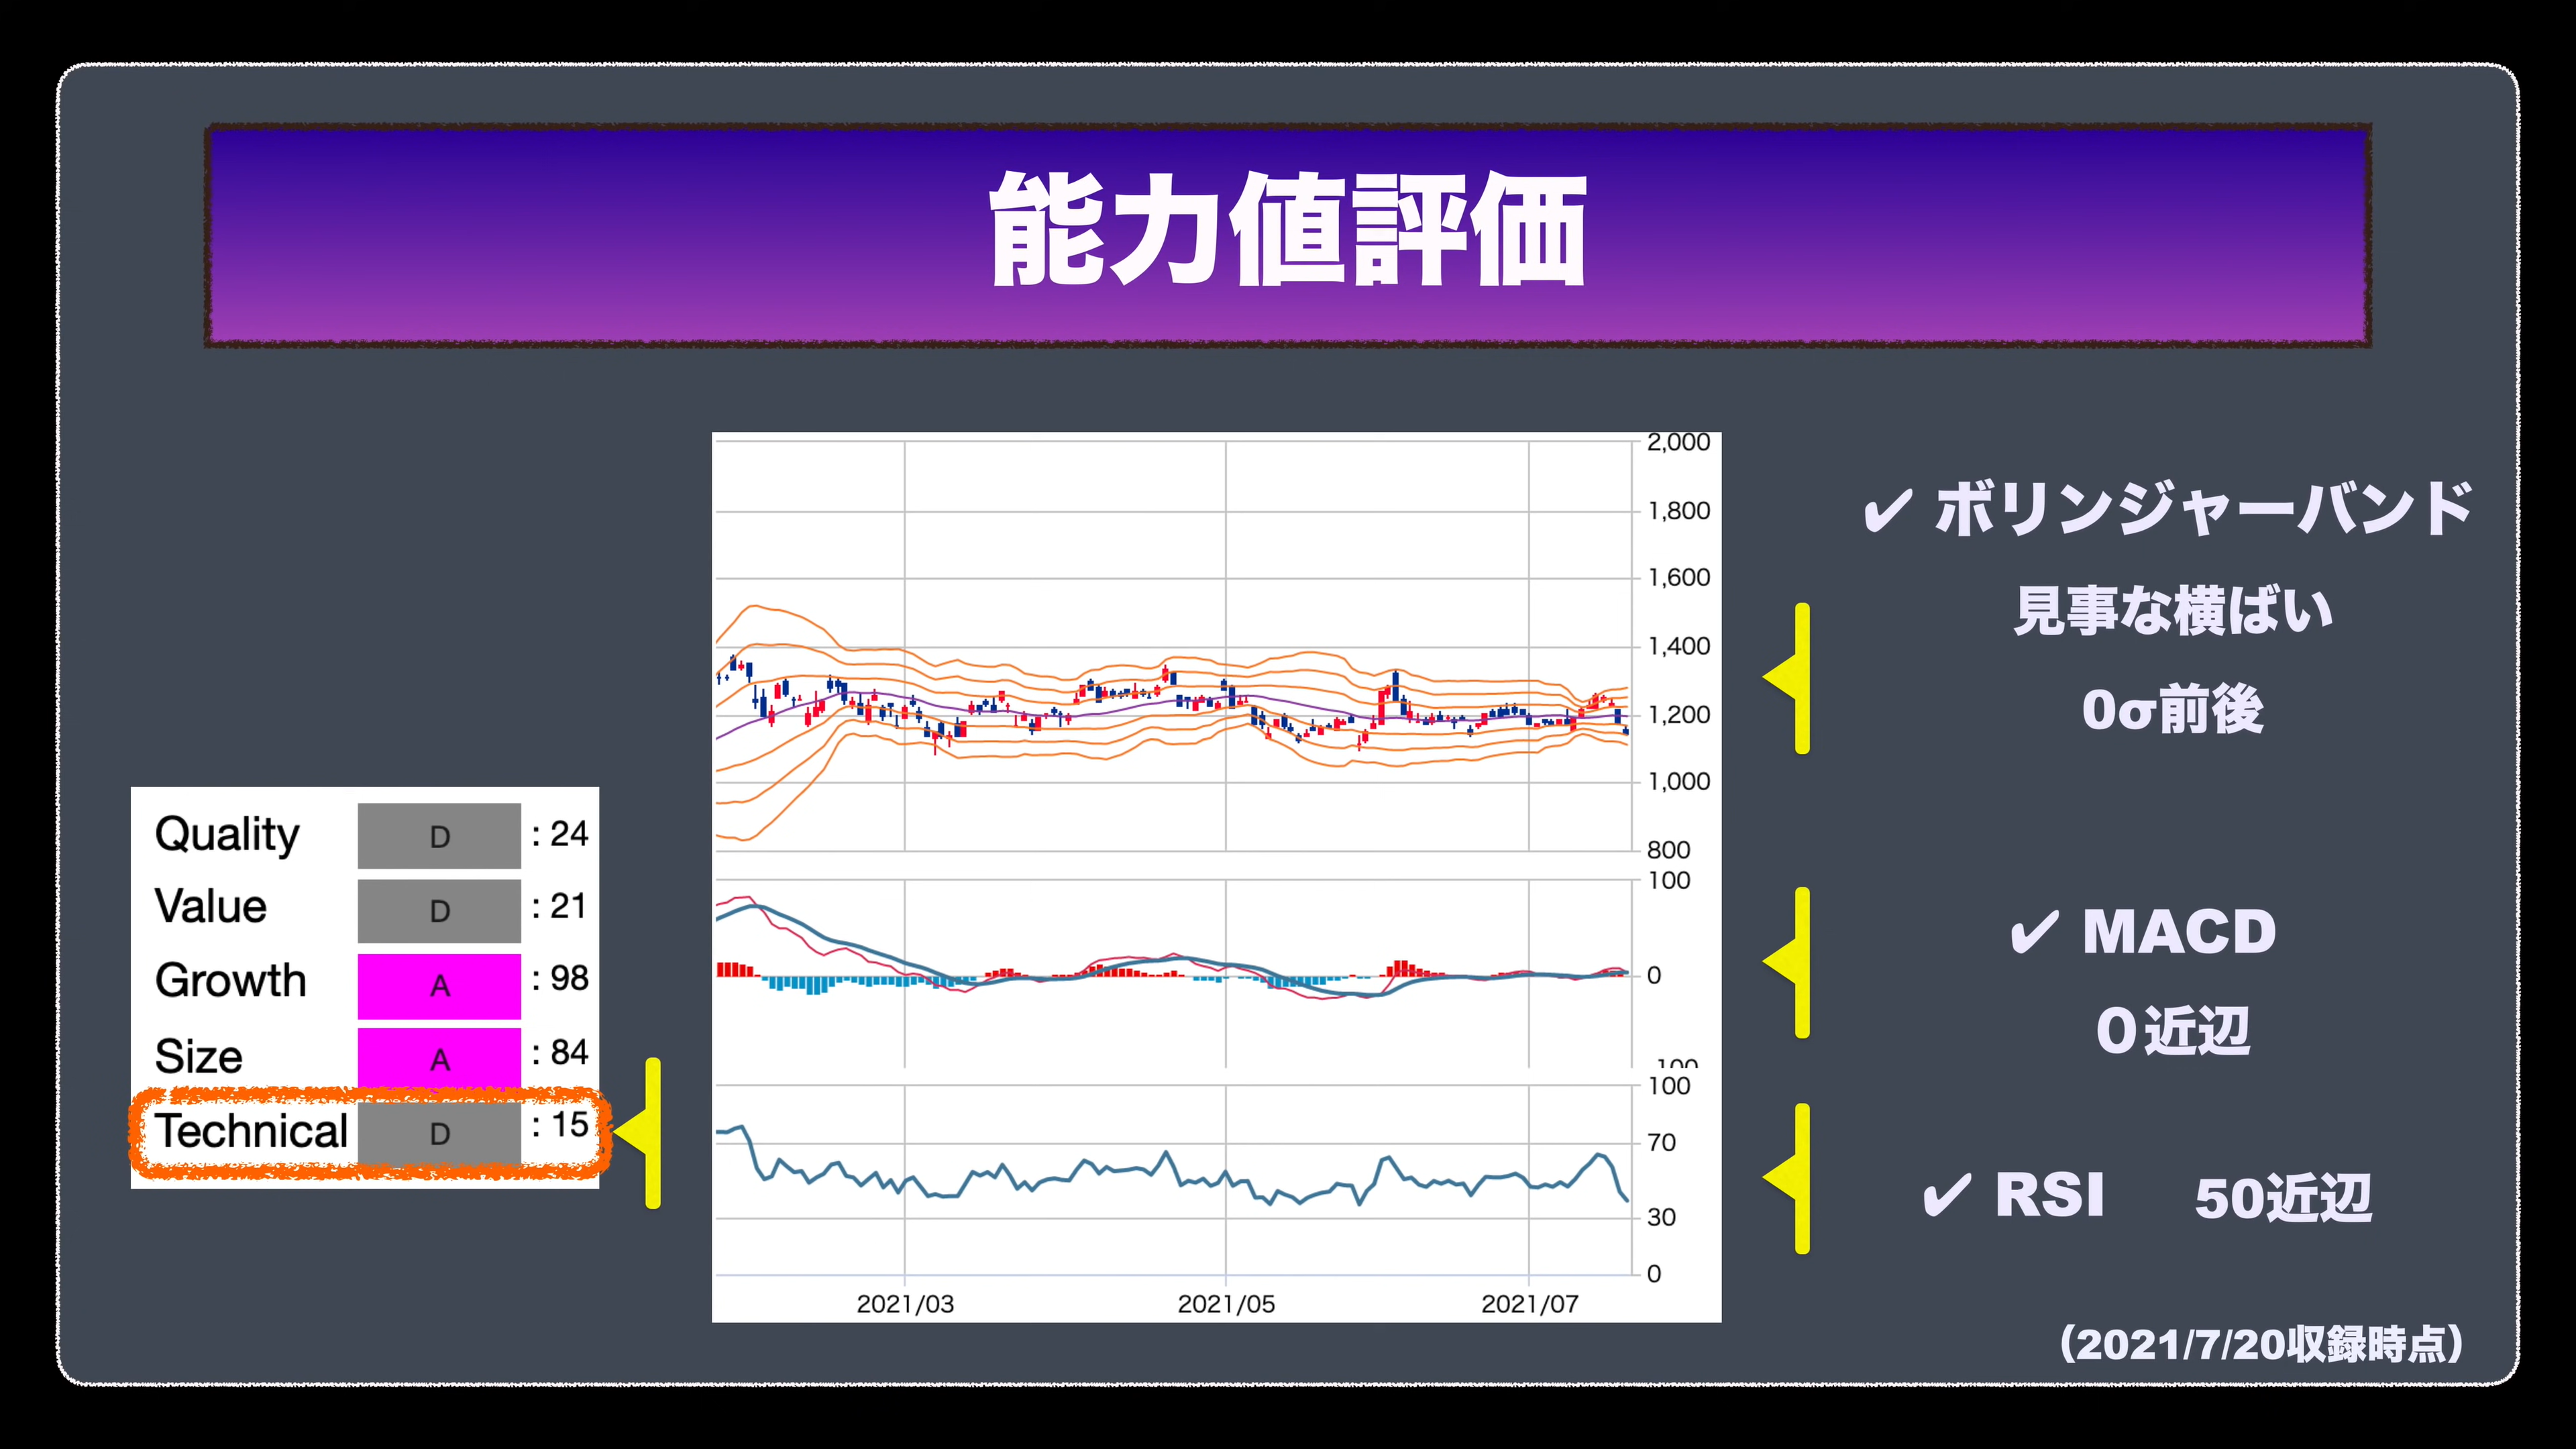 能力値評価
2,000
1,800
1,600
1,400
1,200
1,000
800
100
0
-100
100
70
30
0
2021/03 2021/05 2021/07
Quality D : 24
Value D : 21
Growth A : 98
Size A : 84
Technical D : 15
✔ ボリンジャーバンド
見事な横ばい
0σ前後
✔ MACD
０近辺
✔ RSI 50近辺
（2021/7/20収録時点）